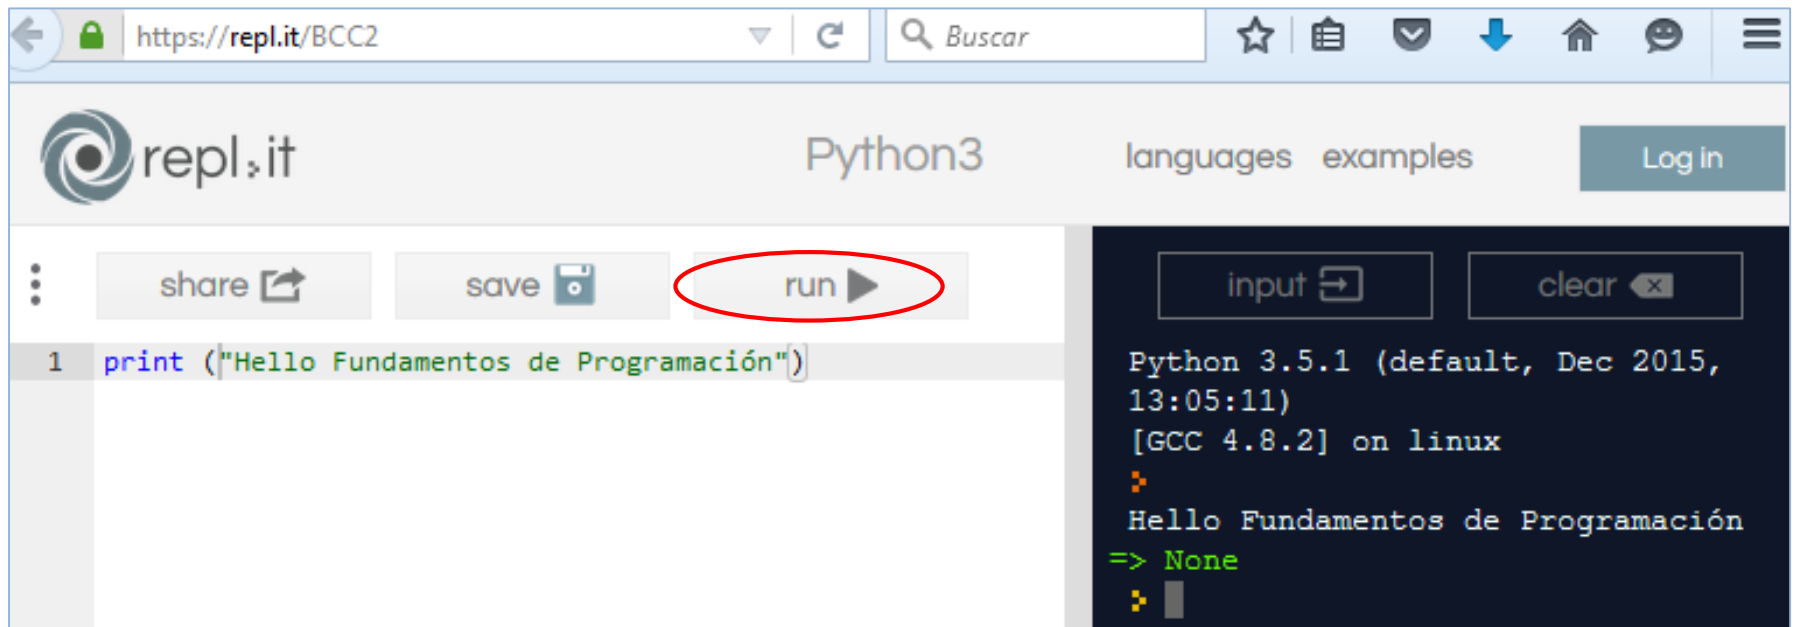 https://repl.it/BCC2
Buscar
repl.it
Python3
languages
examples
Log in
share
save
run
input
clear
1 print ("Hello Fundamentos de Programación")
Python 3.5.1 (default, Dec 2015,
13:05:11)
[GCC 4.8.2] on linux
Hello Fundamentos de Programación
=> None